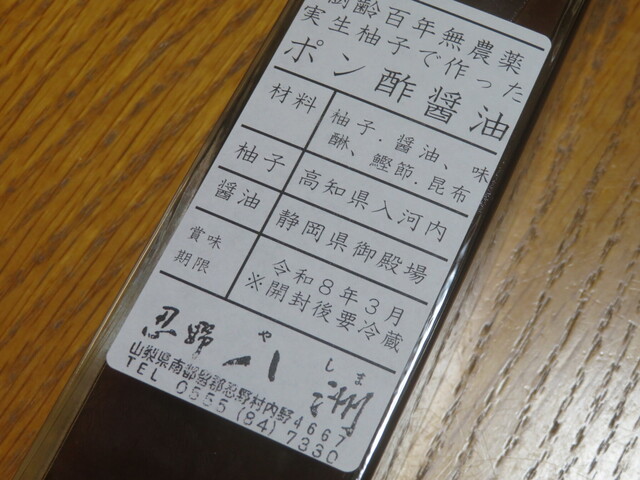 樹齢百年無農薬
実生柚子で作った
ポン酢醤油
材料
柚子．醤油、味
醂、鰹節．昆布
柚子
高知県入河内
醤油
静岡県御殿場
賞味
期限
令和8年3月
※開封後要冷蔵
忍野 八洲
や しま
山梨県南都留郡忍野村内野4667
TEL 0555(84)7330